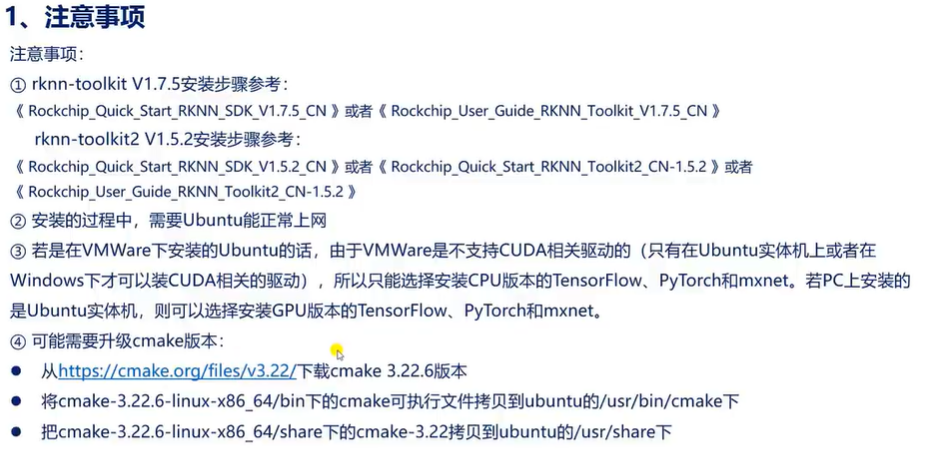 1、注意事项
注意事项：
① rknn-toolkit V1.7.5安装步骤参考：
《 Rockchip_Quick_Start_RKNN_SDK_V1.7.5_CN 》或者《 Rockchip_User_Guide_RKNN_Toolkit_V1.7.5_CN 》
rknn-toolkit2 V1.5.2安装步骤参考：
《 Rockchip_Quick_Start_RKNN_SDK_V1.5.2_CN 》或者《 Rockchip_Quick_Start_RKNN_Toolkit2_CN-1.5.2 》或者
《 Rockchip_User_Guide_RKNN_Toolkit2_CN-1.5.2 》
② 安装的过程中，需要Ubuntu能正常上网
③ 若是在VMWare下安装的Ubuntu的话，由于VMWare是不支持CUDA相关驱动的（只有在Ubuntu实体机上或者在
Windows下才可以装CUDA相关的驱动），所以只能选择安装CPU版本的TensorFlow、PyTorch和mxnet。若PC上安装的
是Ubuntu实体机，则可以选择安装GPU版本的TensorFlow、PyTorch和mxnet。
④ 可能需要升级cmake版本：
● 从https://cmake.org/files/v3.22/下载cmake 3.22.6版本
● 将cmake-3.22.6-linux-x86_64/bin下的cmake可执行文件拷贝到ubuntu的/usr/bin/cmake下
● 把cmake-3.22.6-linux-x86_64/share下的cmake-3.22拷贝到ubuntu的/usr/share下